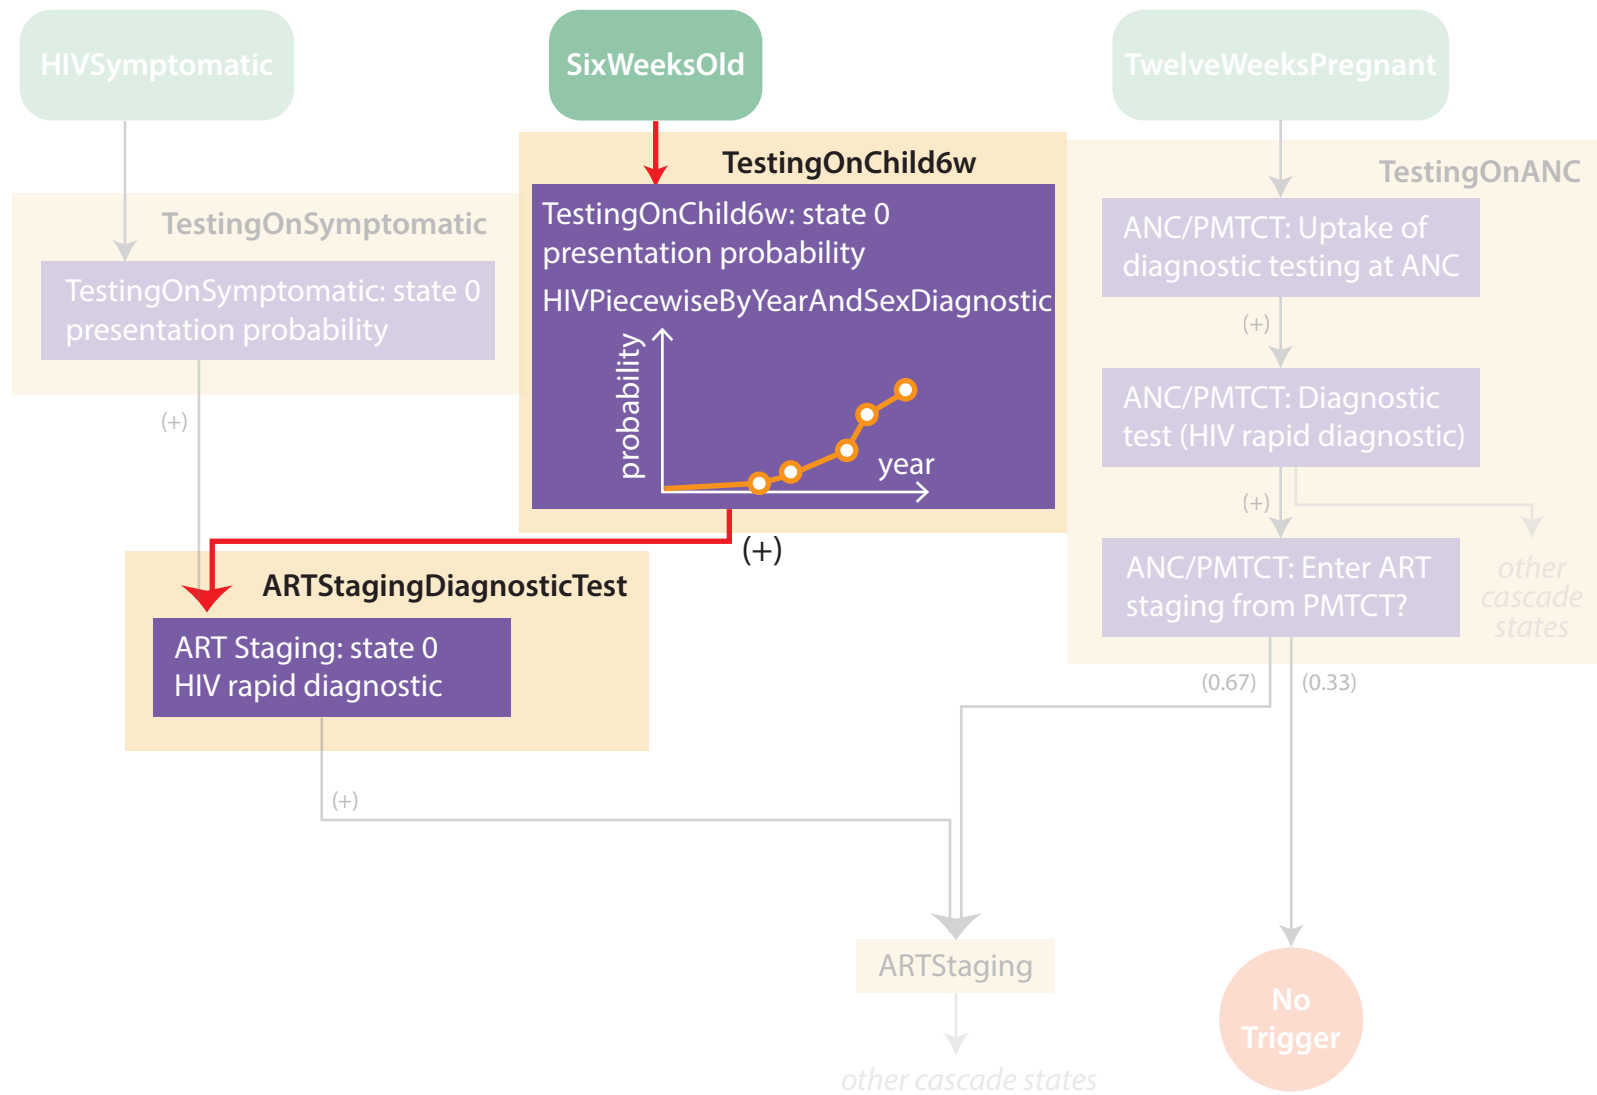 HIVSymptomatic
SixWeeksOld
TwelveWeeksPregnant
TestingOnSymptomatic
TestingOnSymptomatic: state 0
presentation probability
(+)
TestingOnChild6w
TestingOnChild6w: state 0
presentation probability
HIVPiecewiseByYearAndSexDiagnostic
probability
year
(+)
TestingOnANC
ANC/PMTCT: Uptake of
diagnostic testing at ANC
(+)
ANC/PMTCT: Diagnostic
test (HIV rapid diagnostic)
(+)
ANC/PMTCT: Enter ART
staging from PMTCT?
other
cascade
states
(0.67)
(0.33)
ARTStagingDiagnosticTest
ART Staging: state 0
HIV rapid diagnostic
(+)
ARTStaging
other cascade states
No
Trigger